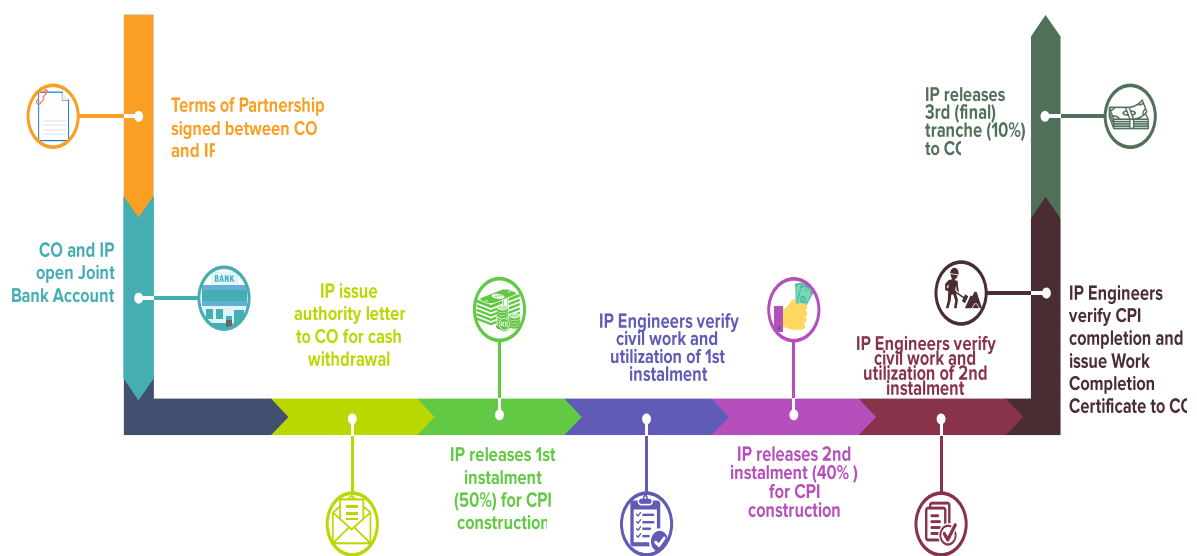 Terms of Partnership
signed between CO
and IP
CO and IP
open Joint
Bank Account
BANK
IP issue
authority letter
to CO for cash
withdrawal
IP releases 1st
instalment
(50%) for CPI
construction
IP Engineers verify
civil work and
utilization of 1st
instalment
IP releases 2nd
instalment (40% )
for CPI
construction
IP Engineers verify
civil work and
utilization of 2nd
instalment
IP Engineers
verify CPI
completion and
issue Work
Completion
Certificate to CO
IP releases
3rd (final)
tranche (10%)
to CO